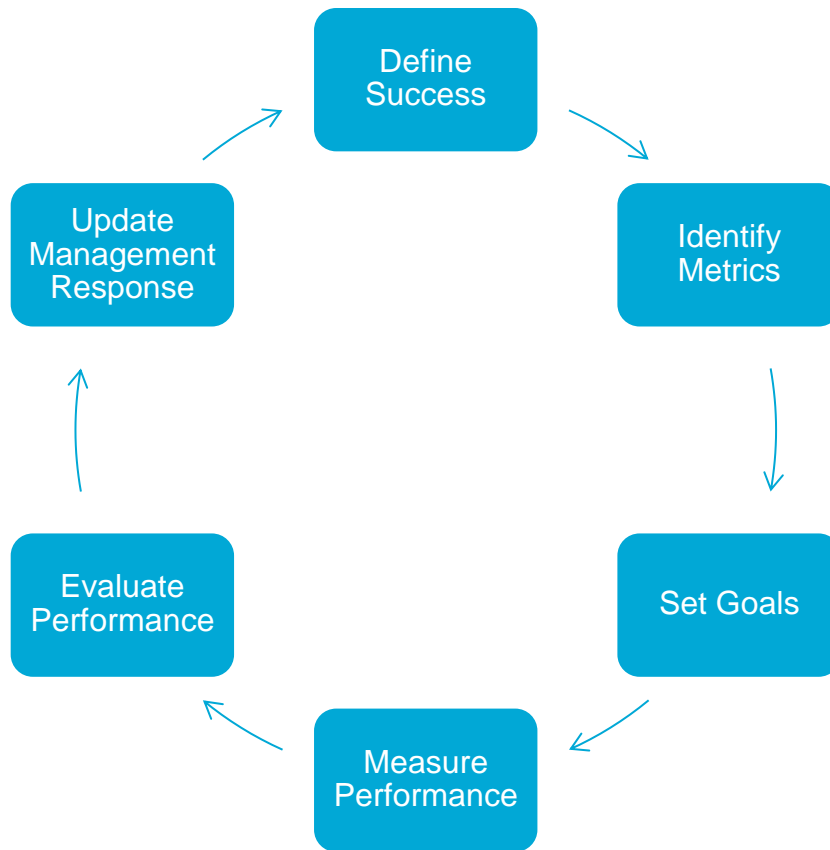 Define
Success
Identify
Metrics
Set Goals
Measure
Performance
Evaluate
Performance
Update
Management
Response